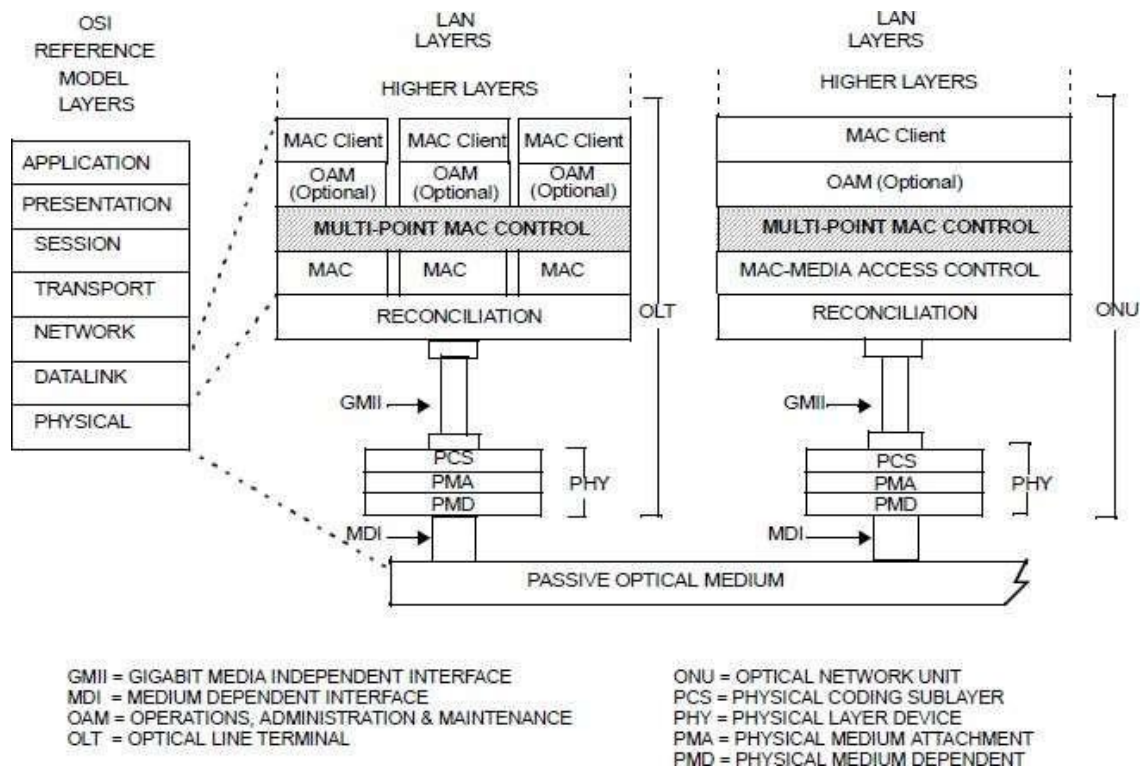 OSI
REFERENCE
MODEL
LAYERS
APPLICATION
PRESENTATION
SESSION
TRANSPORT
NETWORK
DATALINK
PHYSICAL
LAN
LAYERS
HIGHER LAYERS
MAC Client MAC Client MAC Client
OAM OAM OAM
(Optional) (Optional) (Optional)
MULTI-POINT MAC CONTROL
MAC MAC MAC
RECONCILIATION
OLT
GMII
PCS
PMA
PMD
PHY
MDI
LAN
LAYERS
HIGHER LAYERS
MAC Client
OAM (Optional)
MULTI-POINT MAC CONTROL
MAC-MEDIA ACCESS CONTROL
RECONCILIATION
ONU
GMII
PCS
PMA
PMD
PHY
MDI
PASSIVE OPTICAL MEDIUM
GMII = GIGABIT MEDIA INDEPENDENT INTERFACE
MDI = MEDIUM DEPENDENT INTERFACE
OAM = OPERATIONS, ADMINISTRATION & MAINTENANCE
OLT = OPTICAL LINE TERMINAL
ONU = OPTICAL NETWORK UNIT
PCS = PHYSICAL CODING SUBLAYER
PHY = PHYSICAL LAYER DEVICE
PMA = PHYSICAL MEDIUM ATTACHMENT
PMD = PHYSICAL MEDIUM DEPENDENT